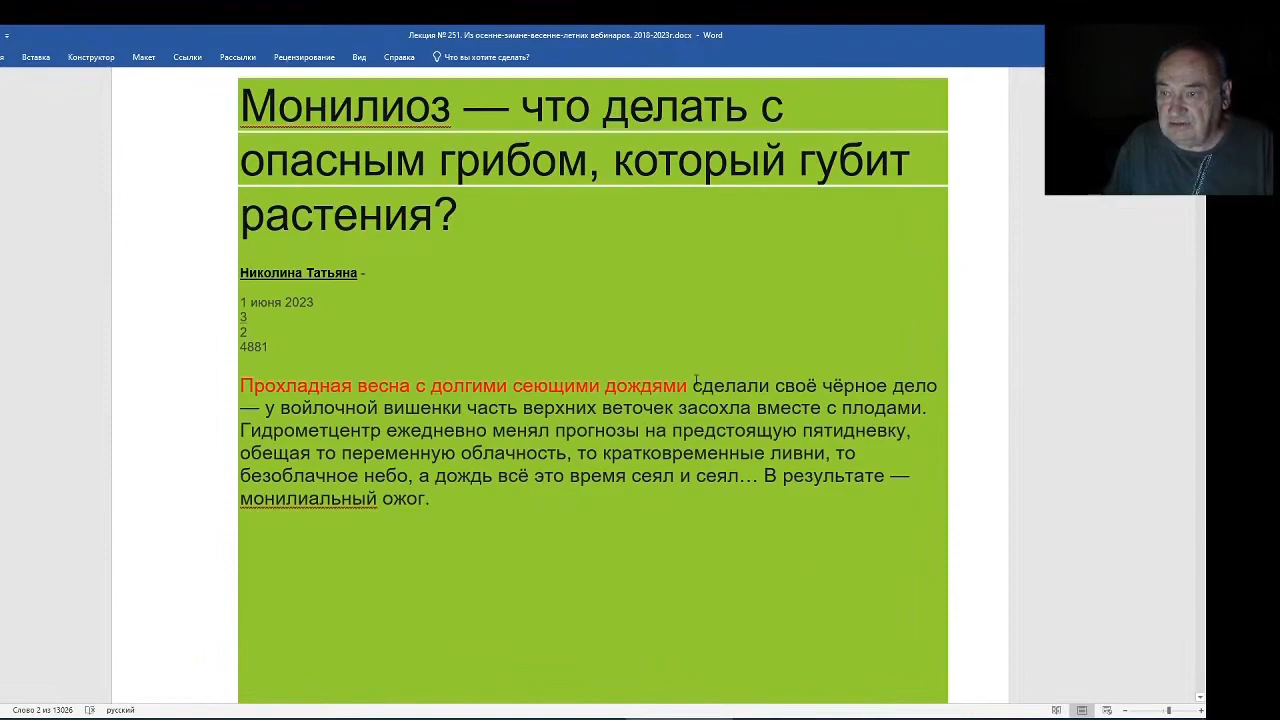 Лекция № 251. Из осенне-зимне-весенне-летних вебинаров. 2018-2023г.docx - Word
я Вставка Конструктор Макет Ссылки Рассылки Рецензирование Вид Справка Что вы хотите сделать?
Монилиоз — что делать с
опасным грибом, который губит
растения?
Николина Татьяна -
1 июня 2023
3
2
4881
Прохладная весна с долгими сеющими дождями сделали своё чёрное дело
— у войлочной вишенки часть верхних веточек засохла вместе с плодами.
Гидрометцентр ежедневно менял прогнозы на предстоящую пятидневку,
обещая то переменную облачность, то кратковременные ливни, то
безоблачное небо, а дождь всё это время сеял и сеял… В результате —
монилиальный ожог.
Слово 2 из 13026 русский